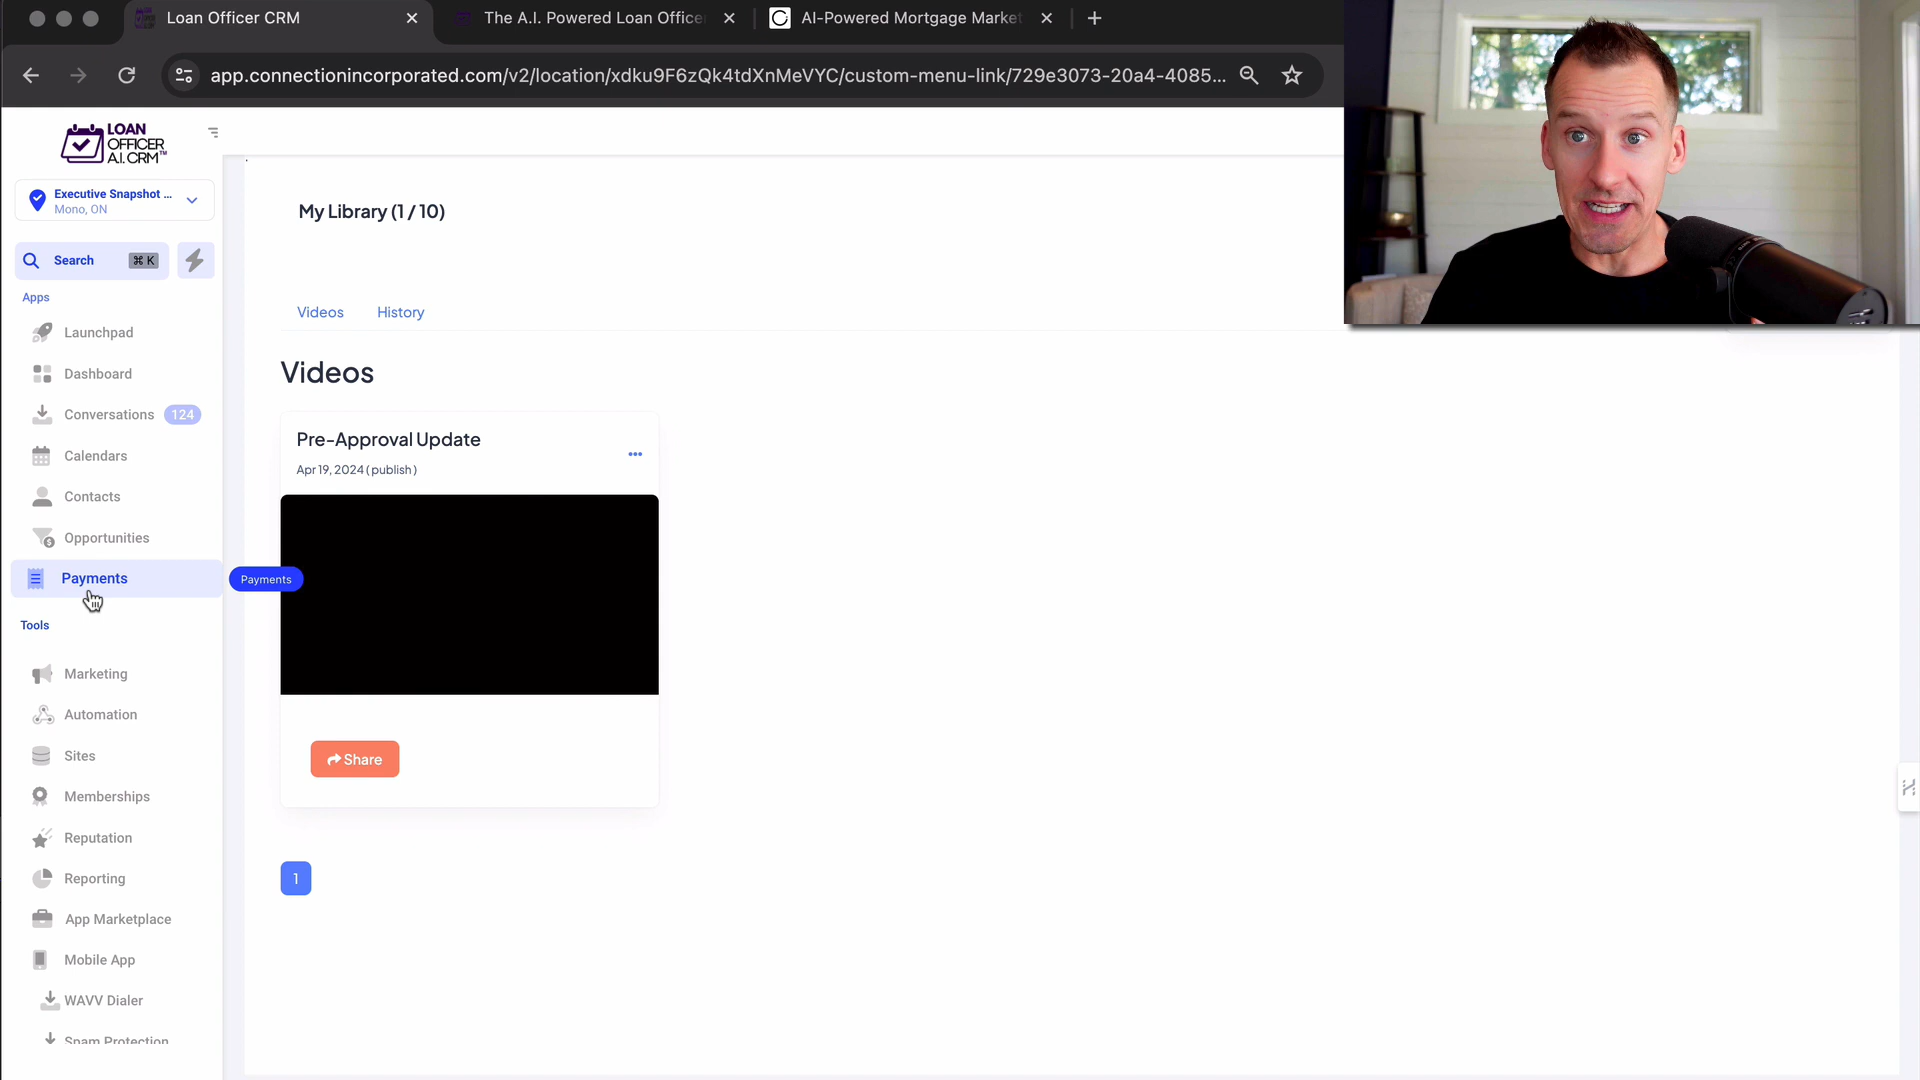 Loan Officer CRM
The A.I. Powered Loan Office
AI-Powered Mortgage Market
app.connectionincorporated.com/v2/location/xdku9F6zQk4tdXnMeVYC/custom-menu-link/729e3073-20a4-4085...
LOAN
OFFICER
A.I. CRM™
Executive Snapshot ...
Mono, ON
Search
⌘ K
Apps
Launchpad
Dashboard
Conversations 124
Calendars
Contacts
Opportunities
Payments
Payments
Tools
Marketing
Automation
Sites
Memberships
Reputation
Reporting
App Marketplace
Mobile App
WAVV Dialer
Spam Protection
My Library (1 / 10)
Videos
History
Videos
Pre-Approval Update
Apr 19, 2024 ( publish )
Share
1